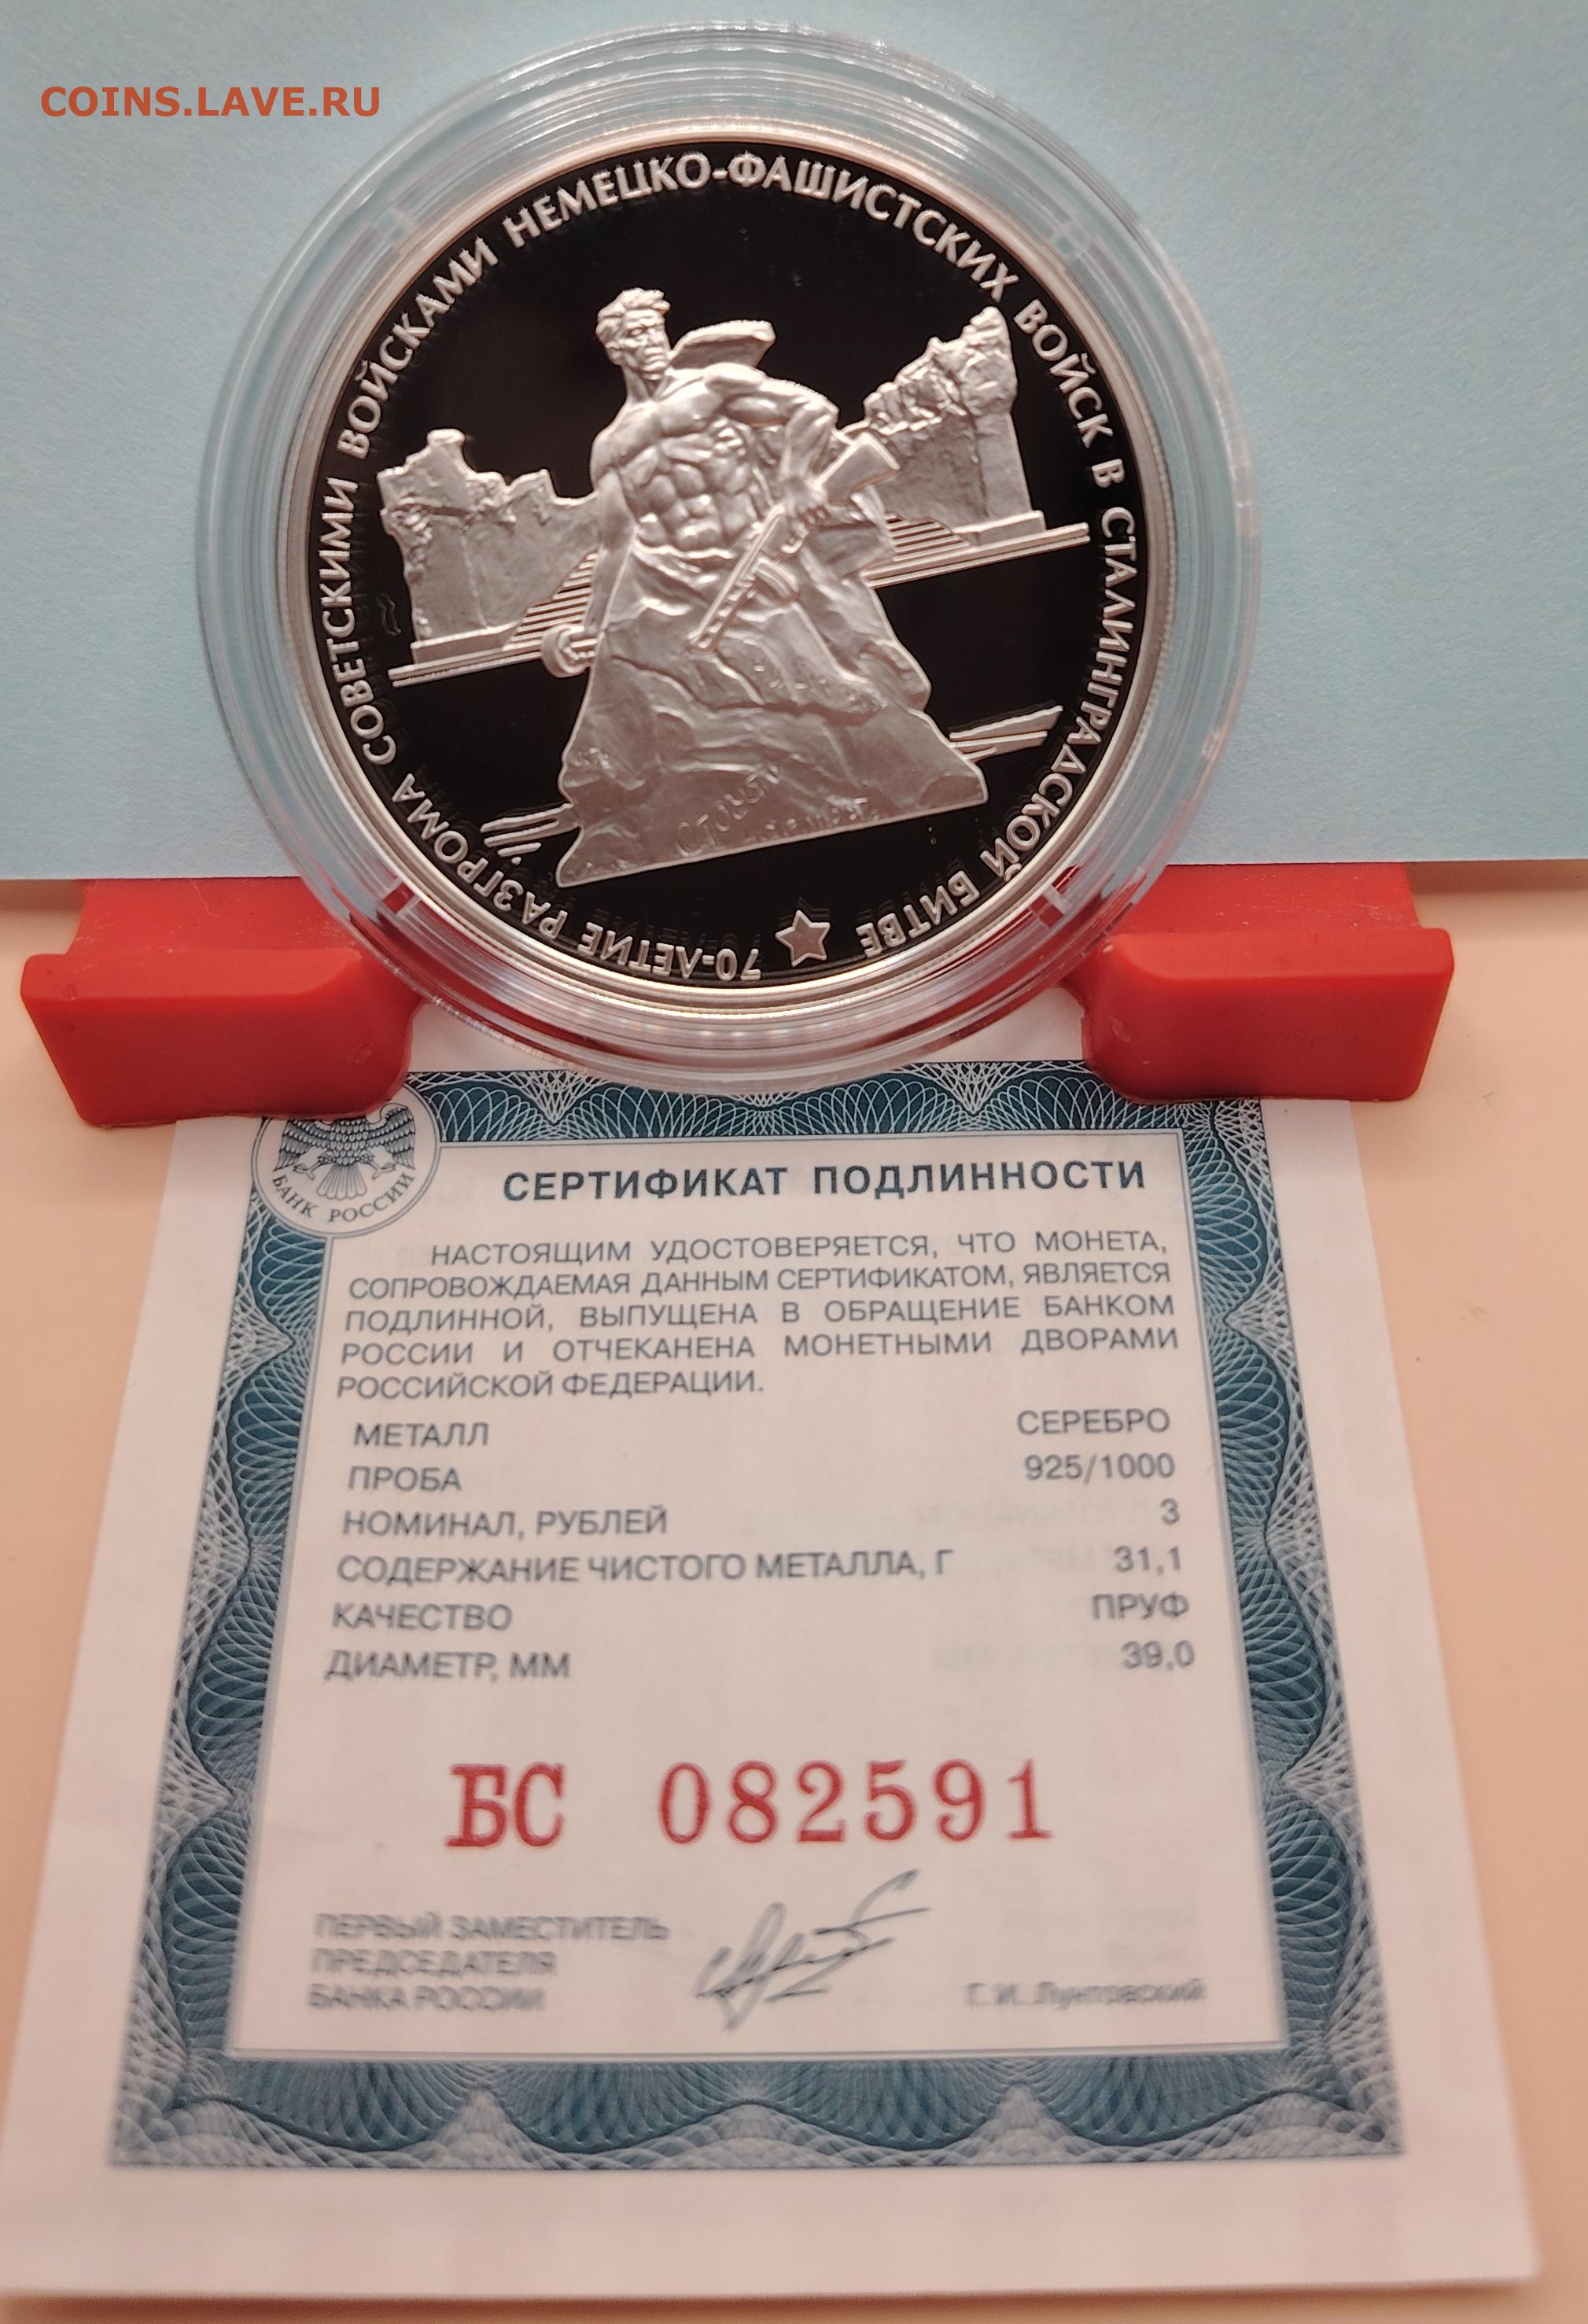 COINS.LAVE.RU
70-ЛЕТИЕ РАЗГРОМА СОВЕТСКИМИ ВОЙСКАМИ НЕМЕЦКО-ФАШИСТСКИХ ВОЙСК В СТАЛИНГРАДСКОЙ БИТВЕ
БАНК РОССИИ
СЕРТИФИКАТ ПОДЛИННОСТИ
НАСТОЯЩИМ УДОСТОВЕРЯЕТСЯ, ЧТО МОНЕТА,
СОПРОВОЖДАЕМАЯ ДАННЫМ СЕРТИФИКАТОМ, ЯВЛЯЕТСЯ
ПОДЛИННОЙ, ВЫПУЩЕНА В ОБРАЩЕНИЕ БАНКОМ
РОССИИ И ОТЧЕКАНЕНА МОНЕТНЫМИ ДВОРАМИ
РОССИЙСКОЙ ФЕДЕРАЦИИ.
МЕТАЛЛ СЕРЕБРО
ПРОБА 925/1000
НОМИНАЛ, РУБЛЕЙ 3
СОДЕРЖАНИЕ ЧИСТОГО МЕТАЛЛА, Г 31,1
КАЧЕСТВО ПРУФ
ДИАМЕТР, ММ 39,0
БС 082591
ПЕРВЫЙ ЗАМЕСТИТЕЛЬ
ПРЕДСЕДАТЕЛЯ
БАНКА РОССИИ Г. И. Лунтовский